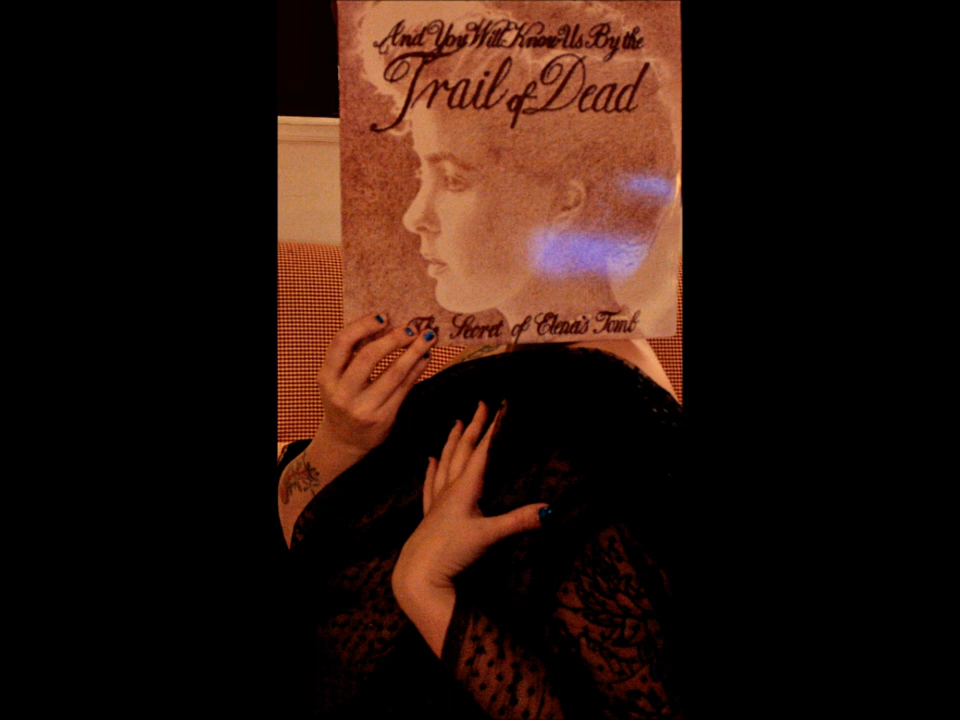 And You Will Know Us By the
Trail of Dead
The Secret of Elena's Tomb